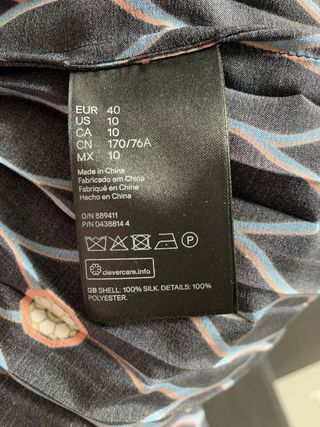 EUR 40
US 10
CA 10
CN 170/76A
MX 10
Made in China
Fabricado em China
Fabriqué en Chine
Hecho en China
O/N 889411
P/N 0438814 4
clevercare.info
GB SHELL: 100% SILK. DETAILS: 100%
POLYESTER.